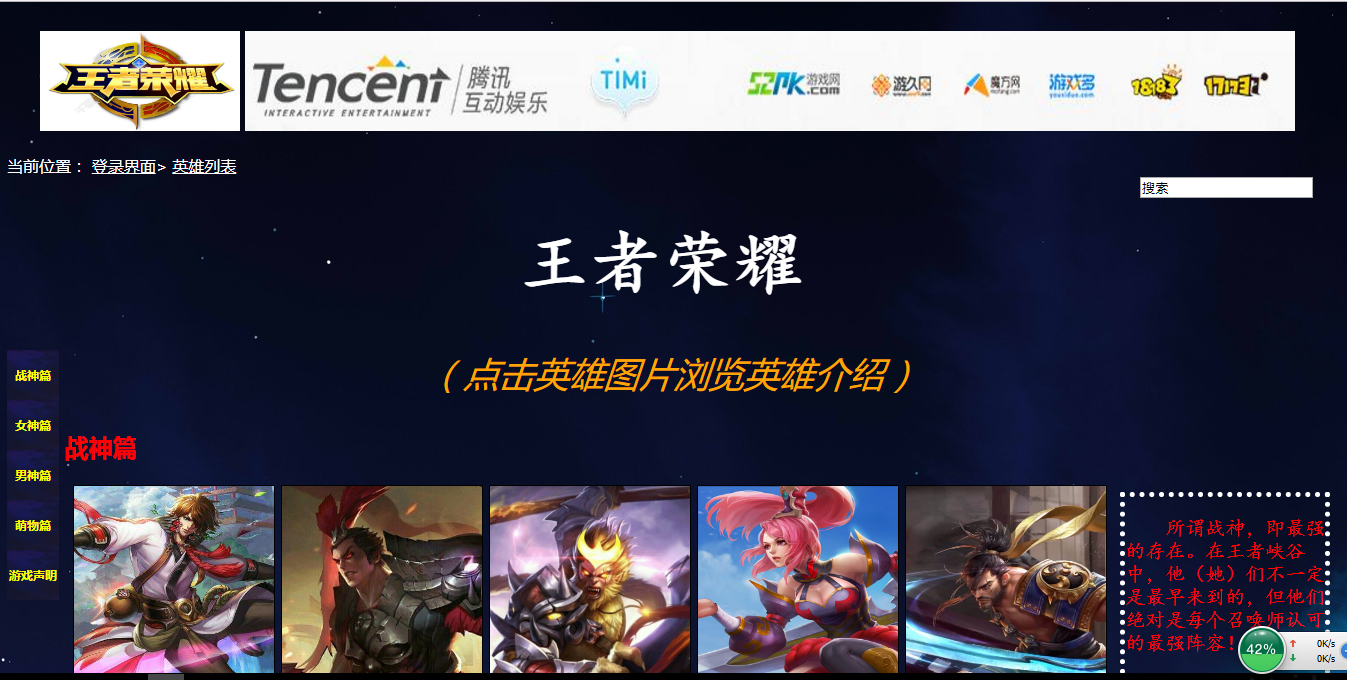 王者荣耀
Tencent 腾讯
INTERACTIVE ENTERTAINMENT 互动娱乐
TiMi
52PK 游戏网
.com
游久网
魔方网
mofang.com
游戏多
youxiduo.com
18183
17173
当前位置： 登录界面> 英雄列表
搜索
王者荣耀
（点击英雄图片浏览英雄介绍）
战神篇
女神篇
男神篇
萌物篇
游戏声明
战神篇
所谓战神，即最强
的存在。在王者峡谷
中，他（她）们不一定
是最早来到的，但他们
绝对是每个召唤师认可
的最强阵容！
42%
0K/s
0K/s